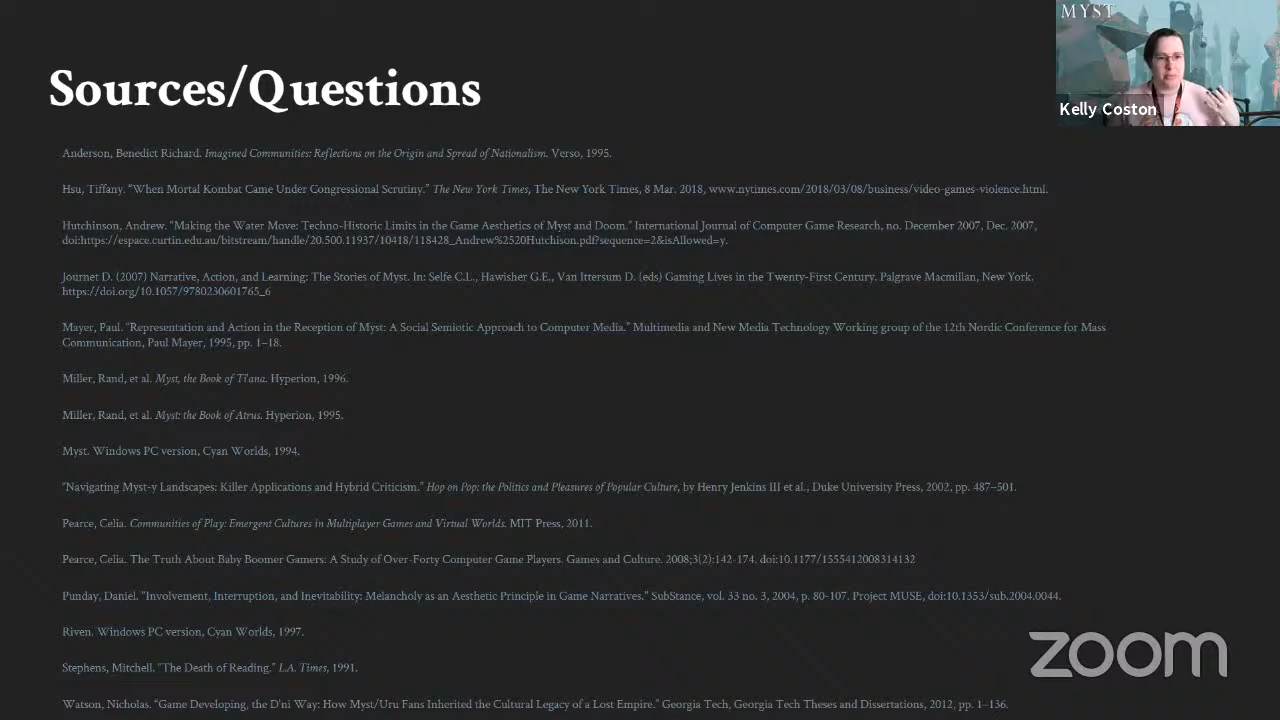 MYST
Kelly Coston
Sources/Questions
Anderson, Benedict Richard. Imagined Communities: Reflections on the Origin and Spread of Nationalism. Verso, 1995.
Hsu, Tiffany. “When Mortal Kombat Came Under Congressional Scrutiny.” The New York Times, The New York Times, 8 Mar. 2018, www.nytimes.com/2018/03/08/business/video-games-violence.html.
Hutchinson, Andrew. “Making the Water Move: Techno-Historic Limits in the Game Aesthetics of Myst and Doom.” International Journal of Computer Game Research, no. December 2007, Dec. 2007,
doi:https://espace.curtin.edu.au/bitstream/handle/20.500.11937/10418/118428_Andrew%2520Hutchison.pdf?sequence=2&isAllowed=y.
Journet D. (2007) Narrative, Action, and Learning: The Stories of Myst. In: Selfe C.L., Hawisher G.E., Van Ittersum D. (eds) Gaming Lives in the Twenty-First Century. Palgrave Macmillan, New York.
https://doi.org/10.1057/9780230601765_6
Mayer, Paul. “Representation and Action in the Reception of Myst: A Social Semiotic Approach to Computer Media.” Multimedia and New Media Technology Working group of the 12th Nordic Conference for Mass
Communication, Paul Mayer, 1995, pp. 1–18.
Miller, Rand, et al. Myst, the Book of Ti'ana. Hyperion, 1996.
Miller, Rand, et al. Myst: the Book of Atrus. Hyperion, 1995.
Myst. Windows PC version, Cyan Worlds, 1994.
“Navigating Myst-y Landscapes: Killer Applications and Hybrid Criticism.” Hop on Pop: the Politics and Pleasures of Popular Culture, by Henry Jenkins III et al., Duke University Press, 2002, pp. 487–501.
Pearce, Celia. Communities of Play: Emergent Cultures in Multiplayer Games and Virtual Worlds. MIT Press, 2011.
Pearce, Celia. The Truth About Baby Boomer Gamers: A Study of Over-Forty Computer Game Players. Games and Culture. 2008;3(2):142-174. doi:10.1177/1555412008314132
Punday, Daniel. "Involvement, Interruption, and Inevitability: Melancholy as an Aesthetic Principle in Game Narratives." SubStance, vol. 33 no. 3, 2004, p. 80-107. Project MUSE, doi:10.1353/sub.2004.0044.
Riven. Windows PC version, Cyan Worlds, 1997.
Stephens, Mitchell. “The Death of Reading.” L.A. Times, 1991.
Watson, Nicholas. “Game Developing, the D'ni Way: How Myst/Uru Fans Inherited the Cultural Legacy of a Lost Empire.” Georgia Tech, Georgia Tech Theses and Dissertations, 2012, pp. 1–136.
zoom